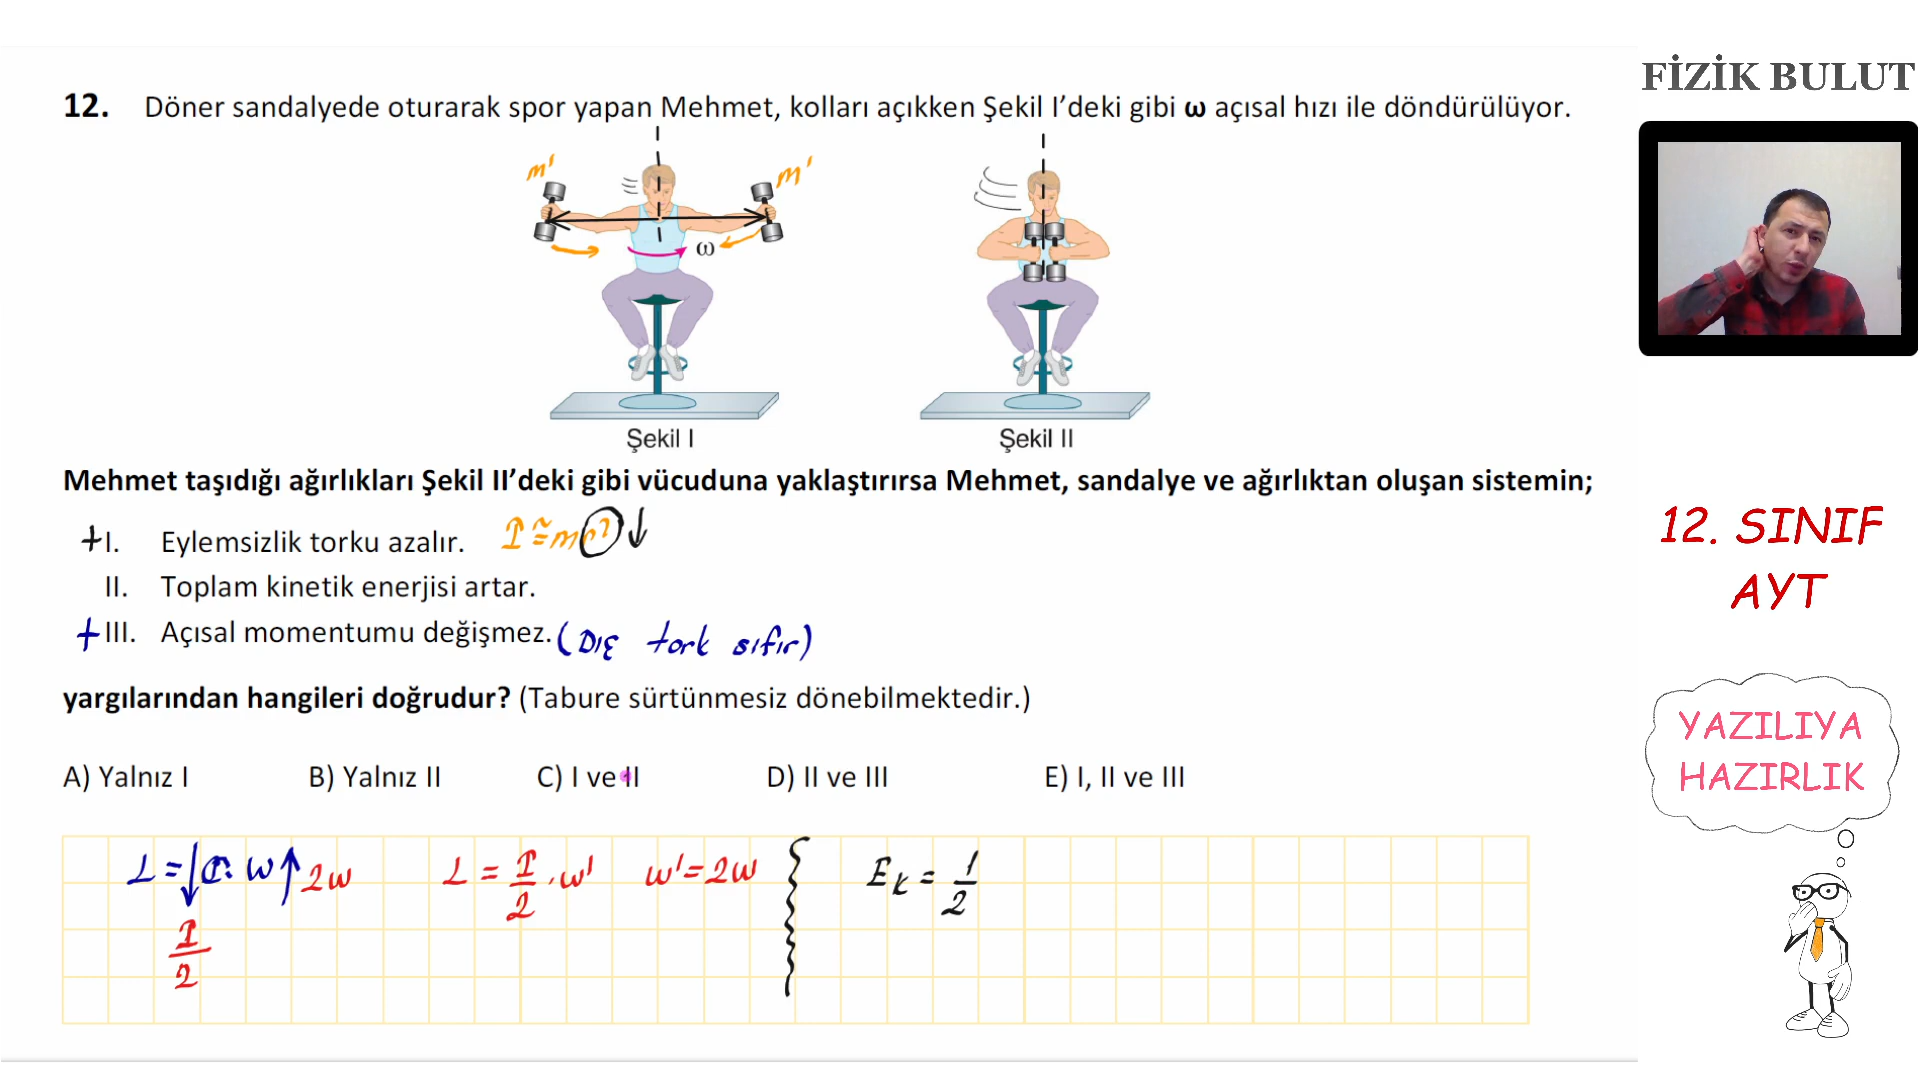 FİZİK BULUT
12. Döner sandalyede oturarak spor yapan Mehmet, kolları açıkken Şekil I'deki gibi ω açısal hızı ile döndürülüyor.
m' m'
ω
Şekil I Şekil II
Mehmet taşıdığı ağırlıkları Şekil II'deki gibi vücuduna yaklaştırırsa Mehmet, sandalye ve ağırlıktan oluşan sistemin;
+I. Eylemsizlik torku azalır. I ≅ mr² ↓
II. Toplam kinetik enerjisi artar.
+III. Açısal momentumu değişmez. (Dış tork sıfır)
yargılarından hangileri doğrudur? (Tabure sürtünmesiz dönebilmektedir.)
A) Yalnız I B) Yalnız II C) I ve II D) II ve III E) I, II ve III
L = ↓I. w↑ 2w L = I/2 . w' w' = 2w Ek = 1/2
I/2
12. SINIF
AYT
YAZILIYA
HAZIRLIK